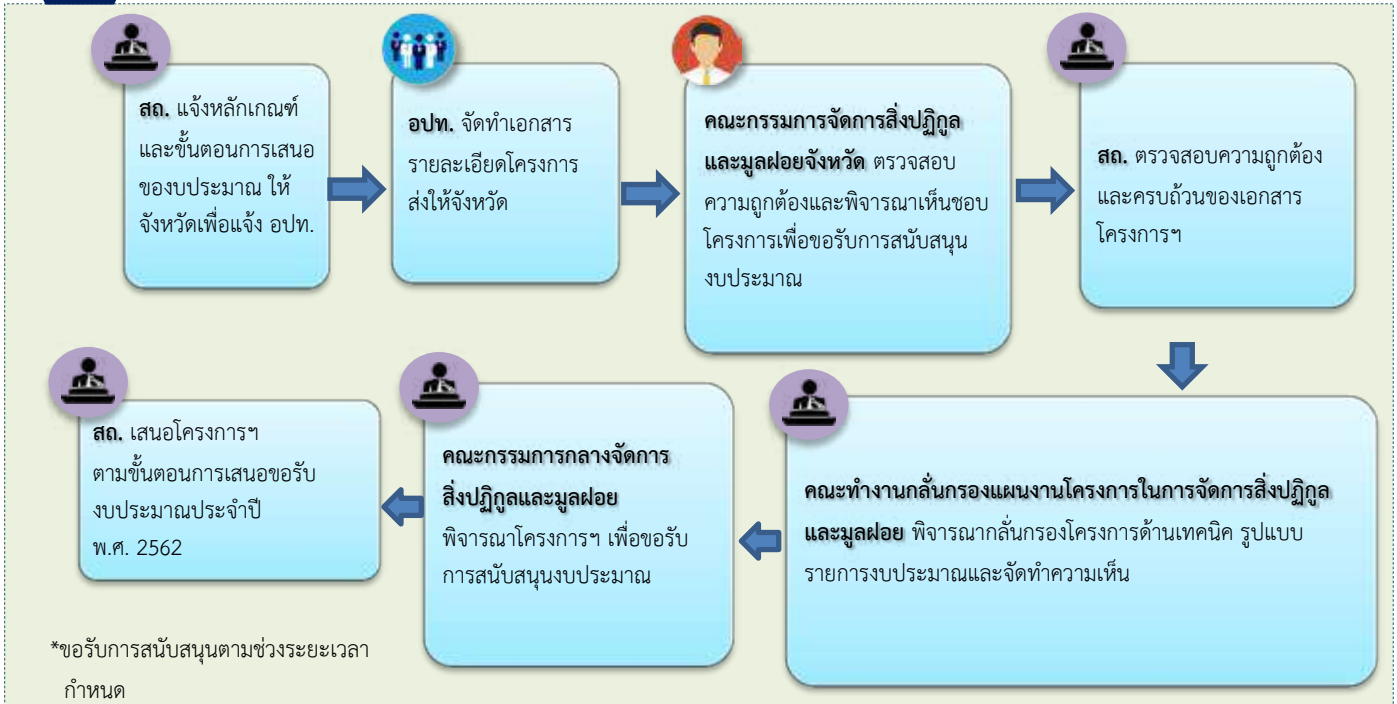 สถ. แจ้งหลักเกณฑ์
และขั้นตอนการเสนอ
ของบประมาณ ให้
จังหวัดเพื่อแจ้ง อปท.
อปท. จัดทำเอกสาร
รายละเอียดโครงการ
ส่งให้จังหวัด
คณะกรรมการจัดการสิ่งปฏิกูล
และมูลฝอยจังหวัด ตรวจสอบ
ความถูกต้องและพิจารณาเห็นชอบ
โครงการเพื่อขอรับการสนับสนุน
งบประมาณ
สถ. ตรวจสอบความถูกต้อง
และครบถ้วนของเอกสาร
โครงการฯ
คณะทำงานกลั่นกรองแผนงานโครงการในการจัดการสิ่งปฏิกูล
และมูลฝอย พิจารณากลั่นกรองโครงการด้านเทคนิค รูปแบบ
รายการงบประมาณและจัดทำความเห็น
คณะกรรมการกลางจัดการ
สิ่งปฏิกูลและมูลฝอย
พิจารณาโครงการฯ เพื่อขอรับ
การสนับสนุนงบประมาณ
สถ. เสนอโครงการฯ
ตามขั้นตอนการเสนอขอรับ
งบประมาณประจำปี
พ.ศ. 2562
*ขอรับการสนับสนุนตามช่วงระยะเวลา
กำหนด